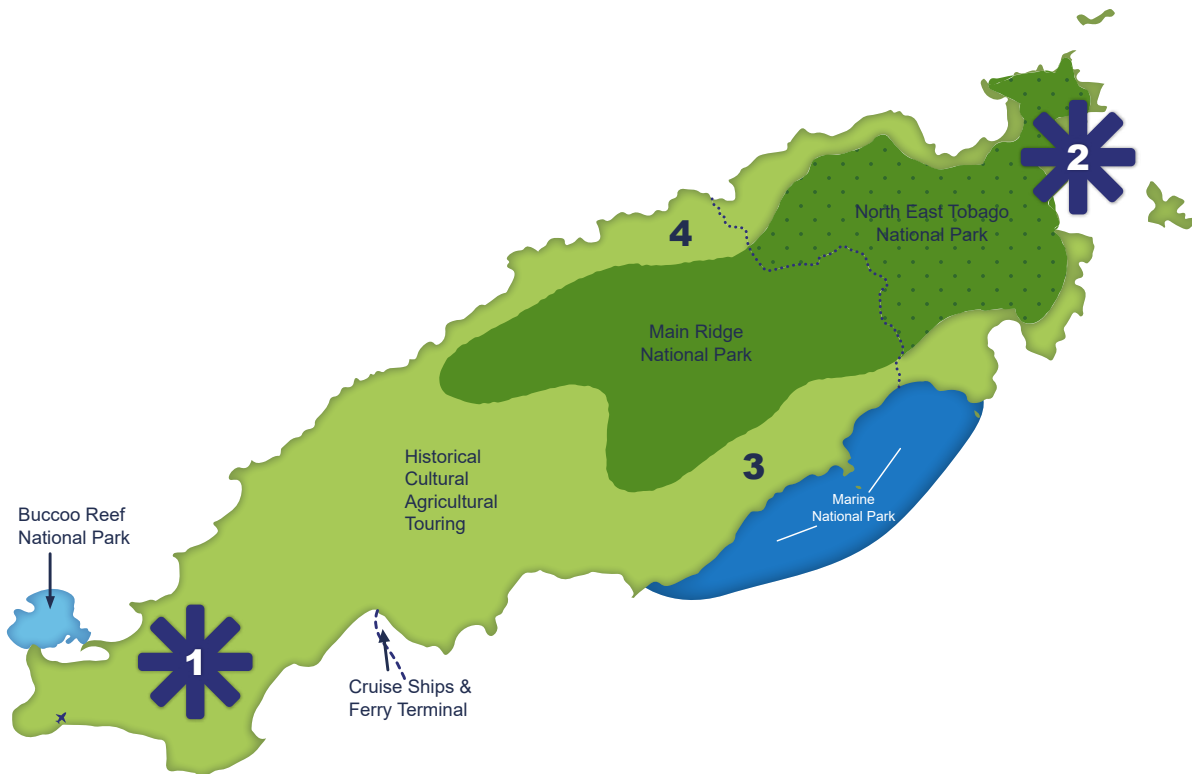 2
North East Tobago
National Park
4
Main Ridge
National Park
3
Historical
Cultural
Agricultural
Touring
Marine
National Park
Buccoo Reef
National Park
1
Cruise Ships &
Ferry Terminal